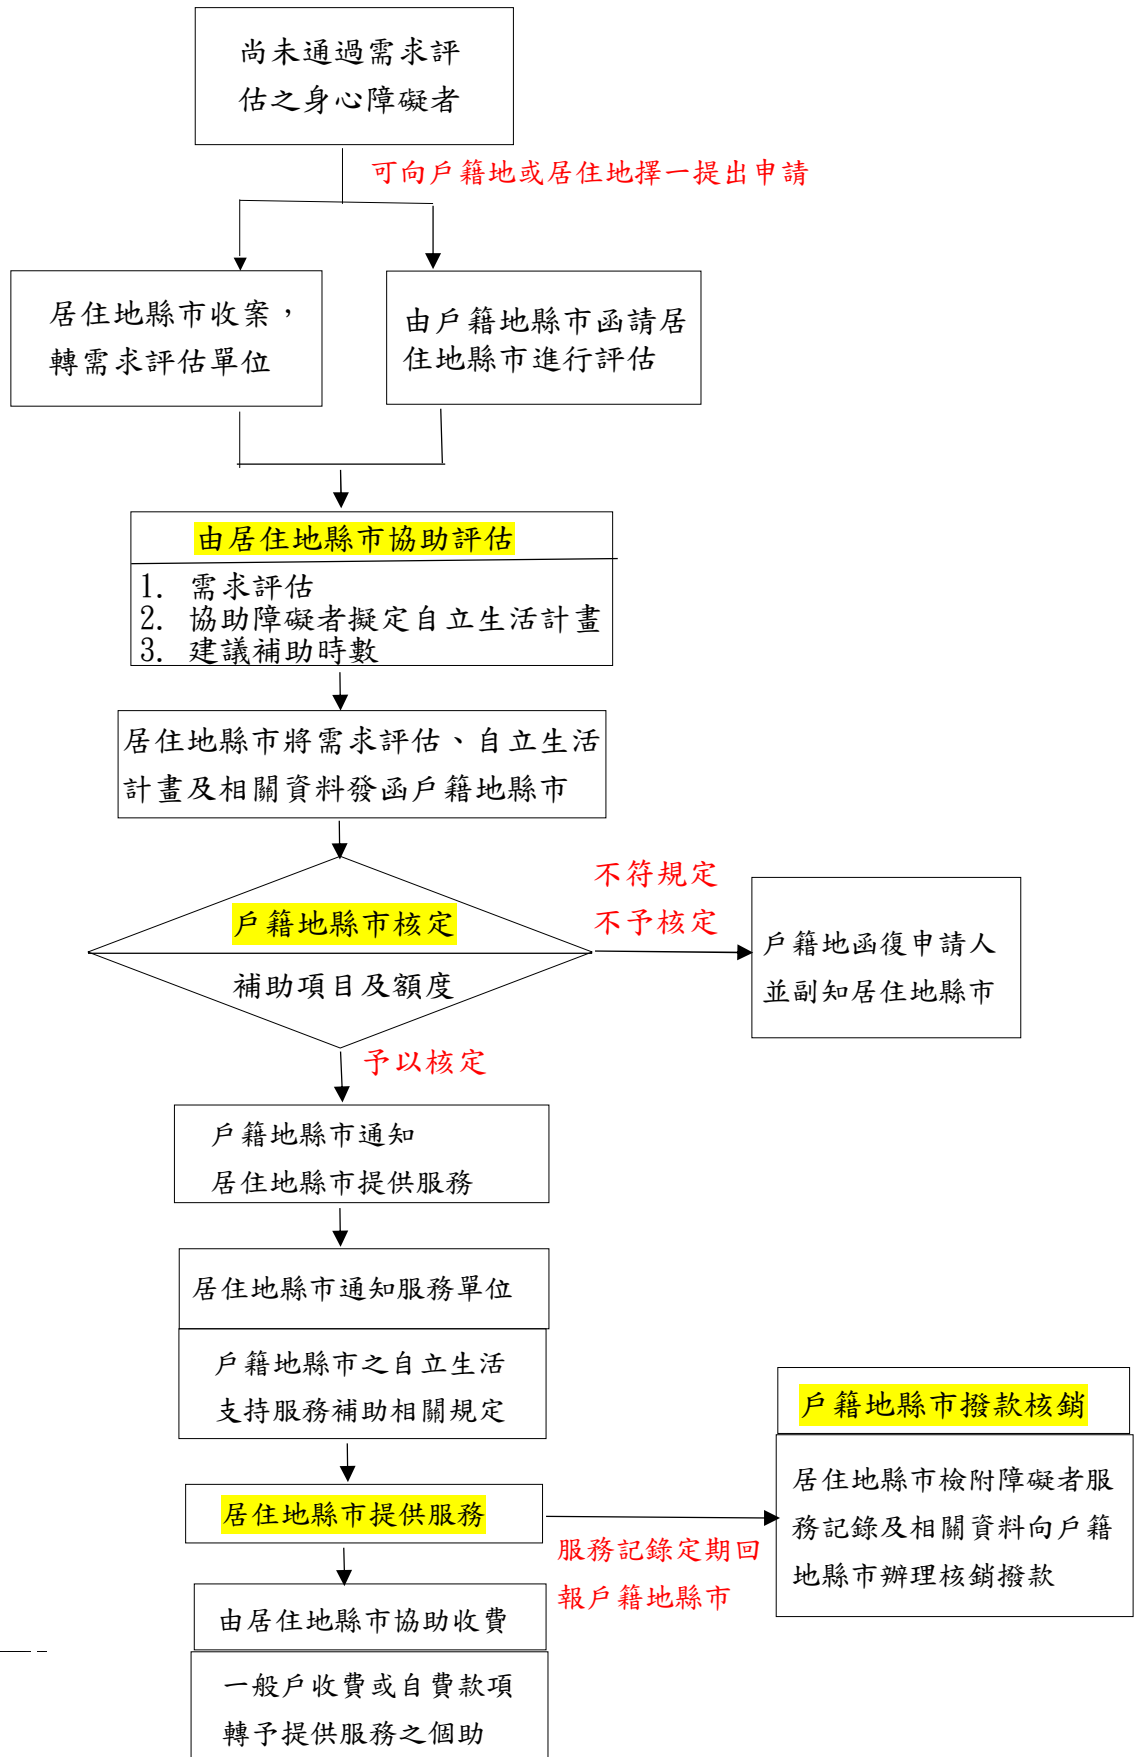 尚未通過需求評
估之身心障礙者
可向戶籍地或居住地擇一提出申請
居住地縣市收案，
轉需求評估單位
由戶籍地縣市函請居
住地縣市進行評估
由居住地縣市協助評估
1. 需求評估
2. 協助障礙者擬定自立生活計畫
3. 建議補助時數
居住地縣市將需求評估、自立生活
計畫及相關資料發函戶籍地縣市
戶籍地縣市核定
補助項目及額度
不符規定
不予核定
戶籍地函復申請人
並副知居住地縣市
予以核定
戶籍地縣市通知
居住地縣市提供服務
居住地縣市通知服務單位
戶籍地縣市之自立生活
支持服務補助相關規定
居住地縣市提供服務
服務記錄定期回
報戶籍地縣市
戶籍地縣市撥款核銷
居住地縣市檢附障礙者服
務記錄及相關資料向戶籍
地縣市辦理核銷撥款
由居住地縣市協助收費
一般戶收費或自費款項
轉予提供服務之個助